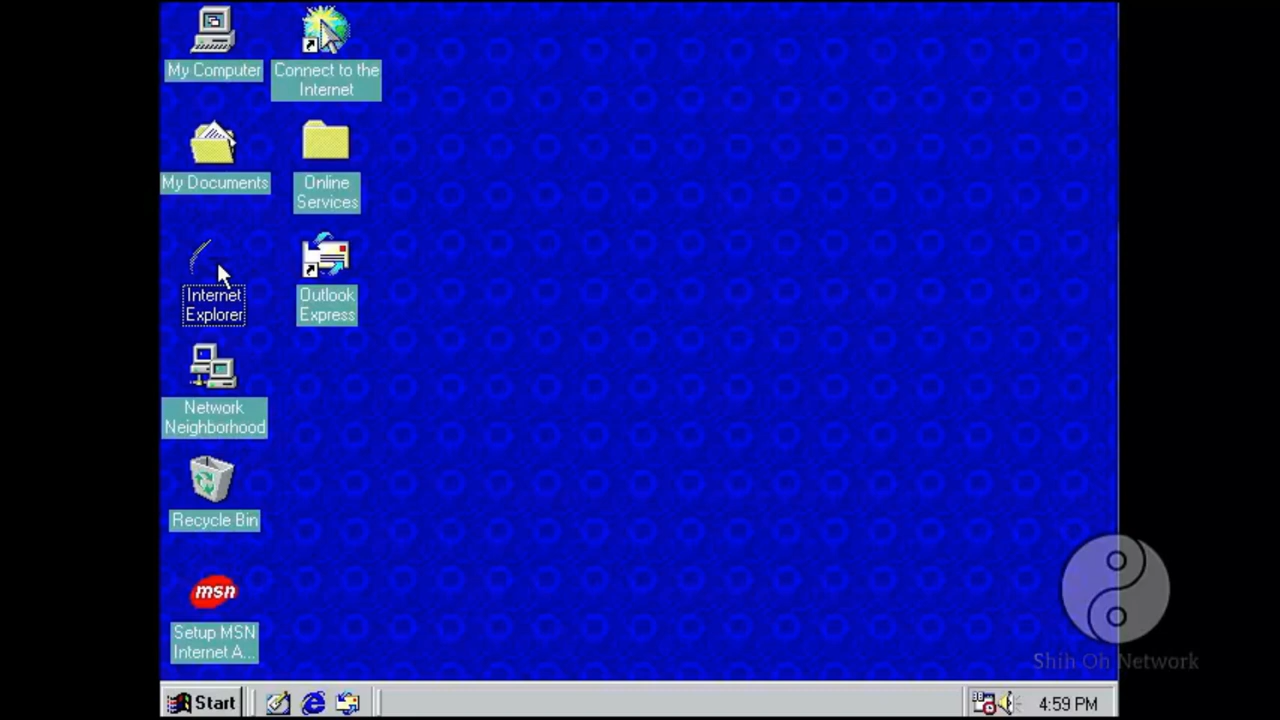 My Computer
Connect to the
Internet
My Documents
Online
Services
Internet
Explorer
Outlook
Express
Network
Neighborhood
Recycle Bin
msn
Setup MSN
Internet A...
Shih Oh Network
Start
4:59 PM